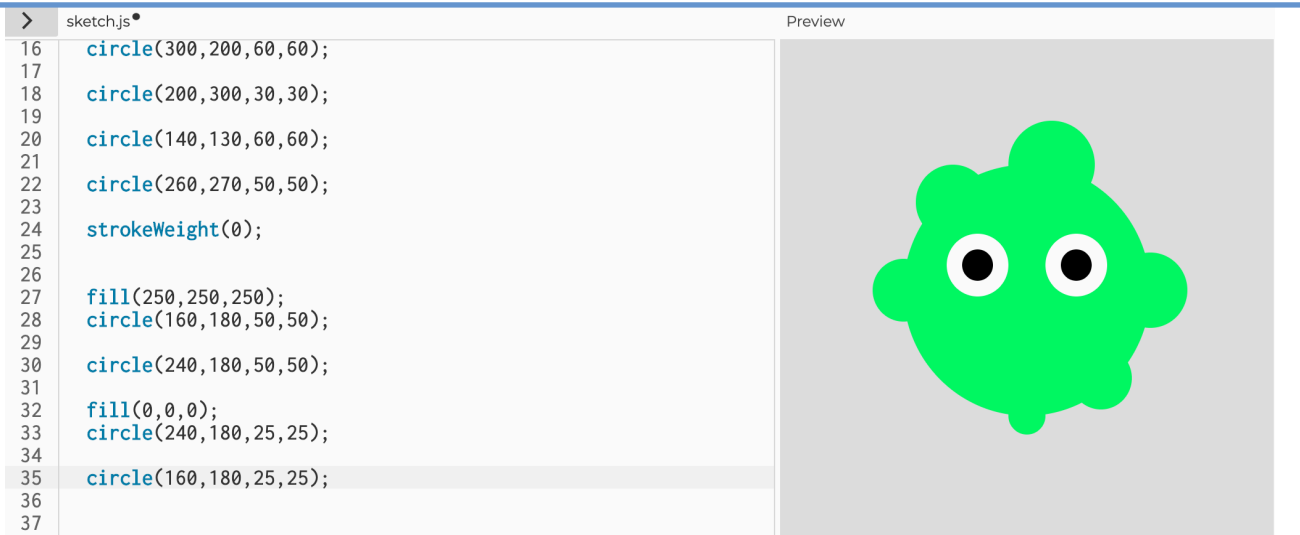 sketch.js●
Preview
16 circle(300,200,60,60);
17
18 circle(200,300,30,30);
19
20 circle(140,130,60,60);
21
22 circle(260,270,50,50);
23
24 strokeWeight(0);
25
26
27 fill(250,250,250);
28 circle(160,180,50,50);
29
30 circle(240,180,50,50);
31
32 fill(0,0,0);
33 circle(240,180,25,25);
34
35 circle(160,180,25,25);
36
37